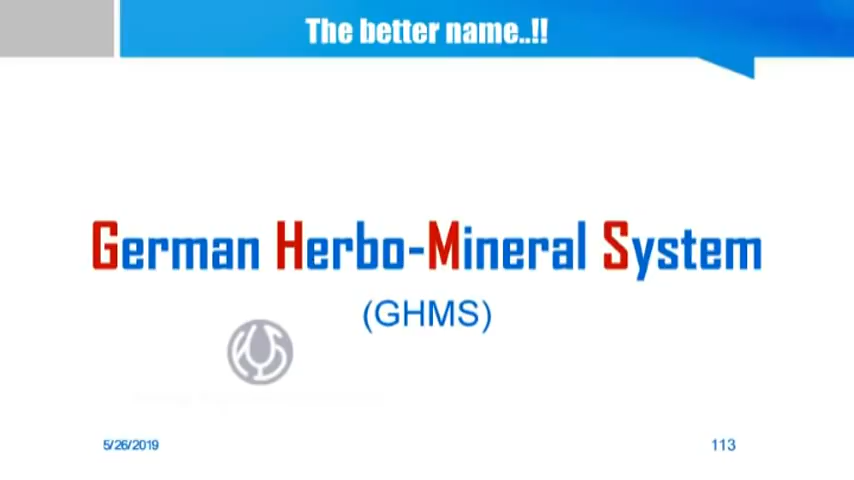 The better name..!!
German Herbo-Mineral System
(GHMS)
5/26/2019
113